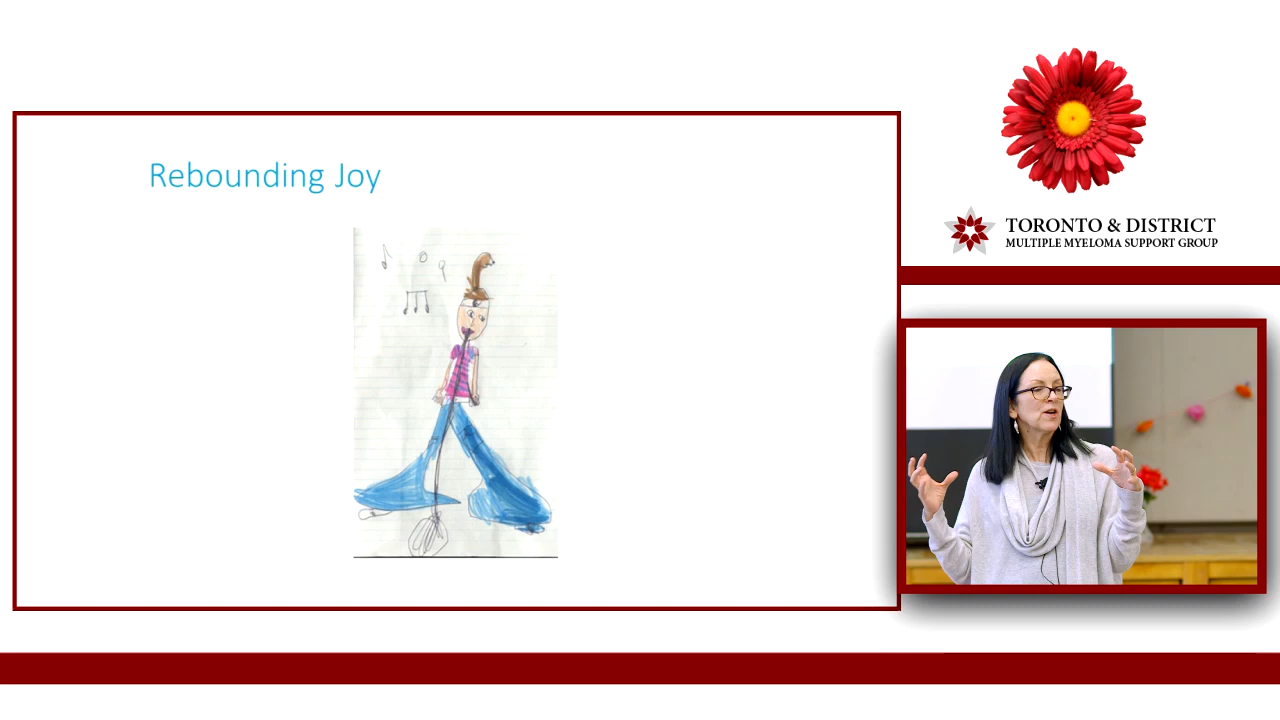 Rebounding Joy
TORONTO & DISTRICT
MULTIPLE MYELOMA SUPPORT GROUP